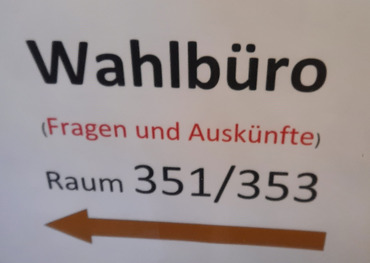 Wahlbüro
(Fragen und Auskünfte)
Raum 351/353